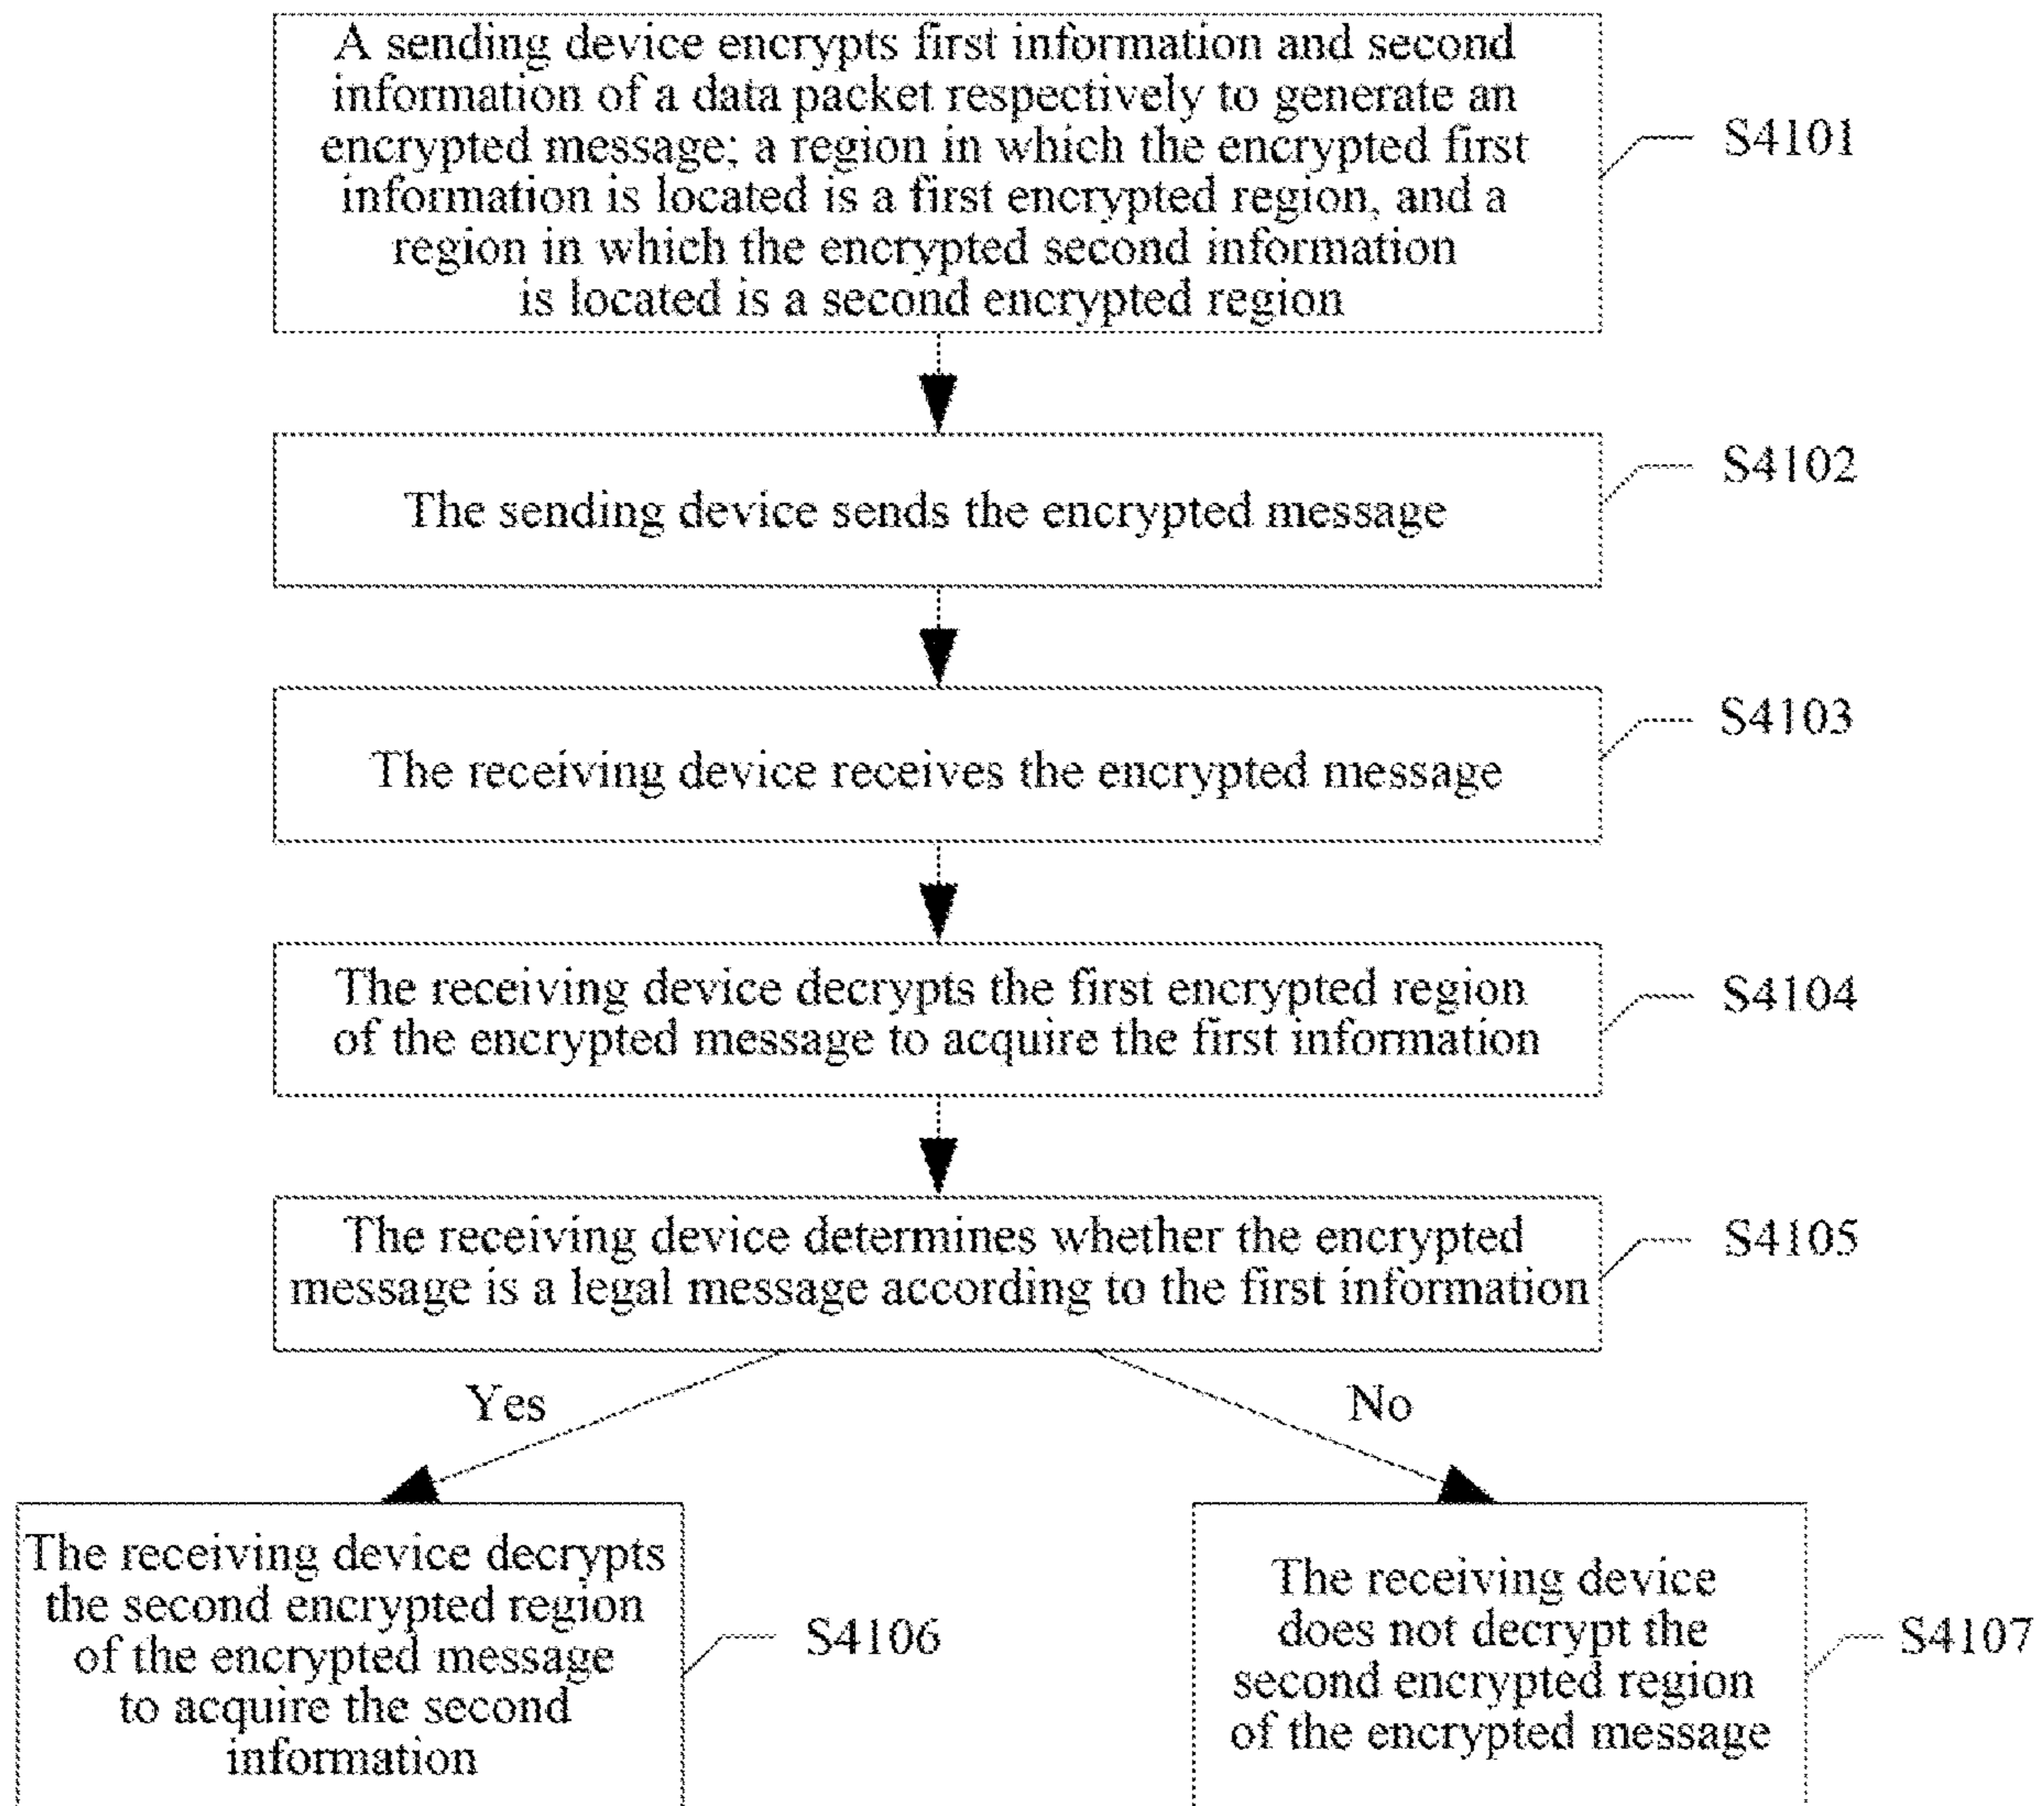 A sending device encrypts first information and second
information of a data packet respectively to generate an
encrypted message; a region in which the encrypted first
information is located is a first encrypted region, and a
region in which the encrypted second information
is located is a second encrypted region
S4101
The sending device sends the encrypted message
S4102
The receiving device receives the encrypted message
S4103
The receiving device decrypts the first encrypted region
of the encrypted message to acquire the first information
S4104
The receiving device determines whether the encrypted
message is a legal message according to the first information
S4105
Yes
No
The receiving device decrypts
the second encrypted region
of the encrypted message
to acquire the second
information
S4106
The receiving device
does not decrypt the
second encrypted region
of the encrypted message
S4107